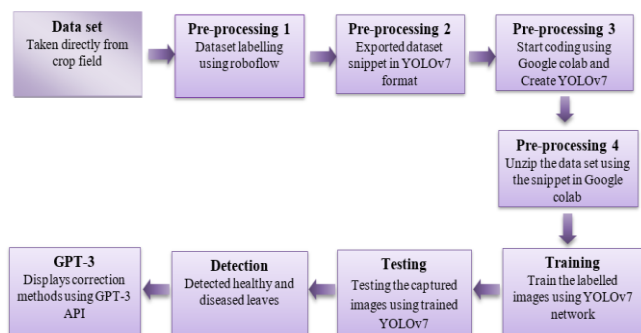 Data set
Taken directly from
crop field
Pre-processing 1
Dataset labelling
using roboflow
Pre-processing 2
Exported dataset
snippet in YOLOv7
format
Pre-processing 3
Start coding using
Google colab and
Create YOLOv7
Pre-processing 4
Unzip the data set using
the snippet in Google
colab
Training
Train the labelled
images using YOLOv7
network
Testing
Testing the captured
images using trained
YOLOv7
Detection
Detected healthy and
diseased leaves
GPT-3
Displays correction
methods using GPT-3
API